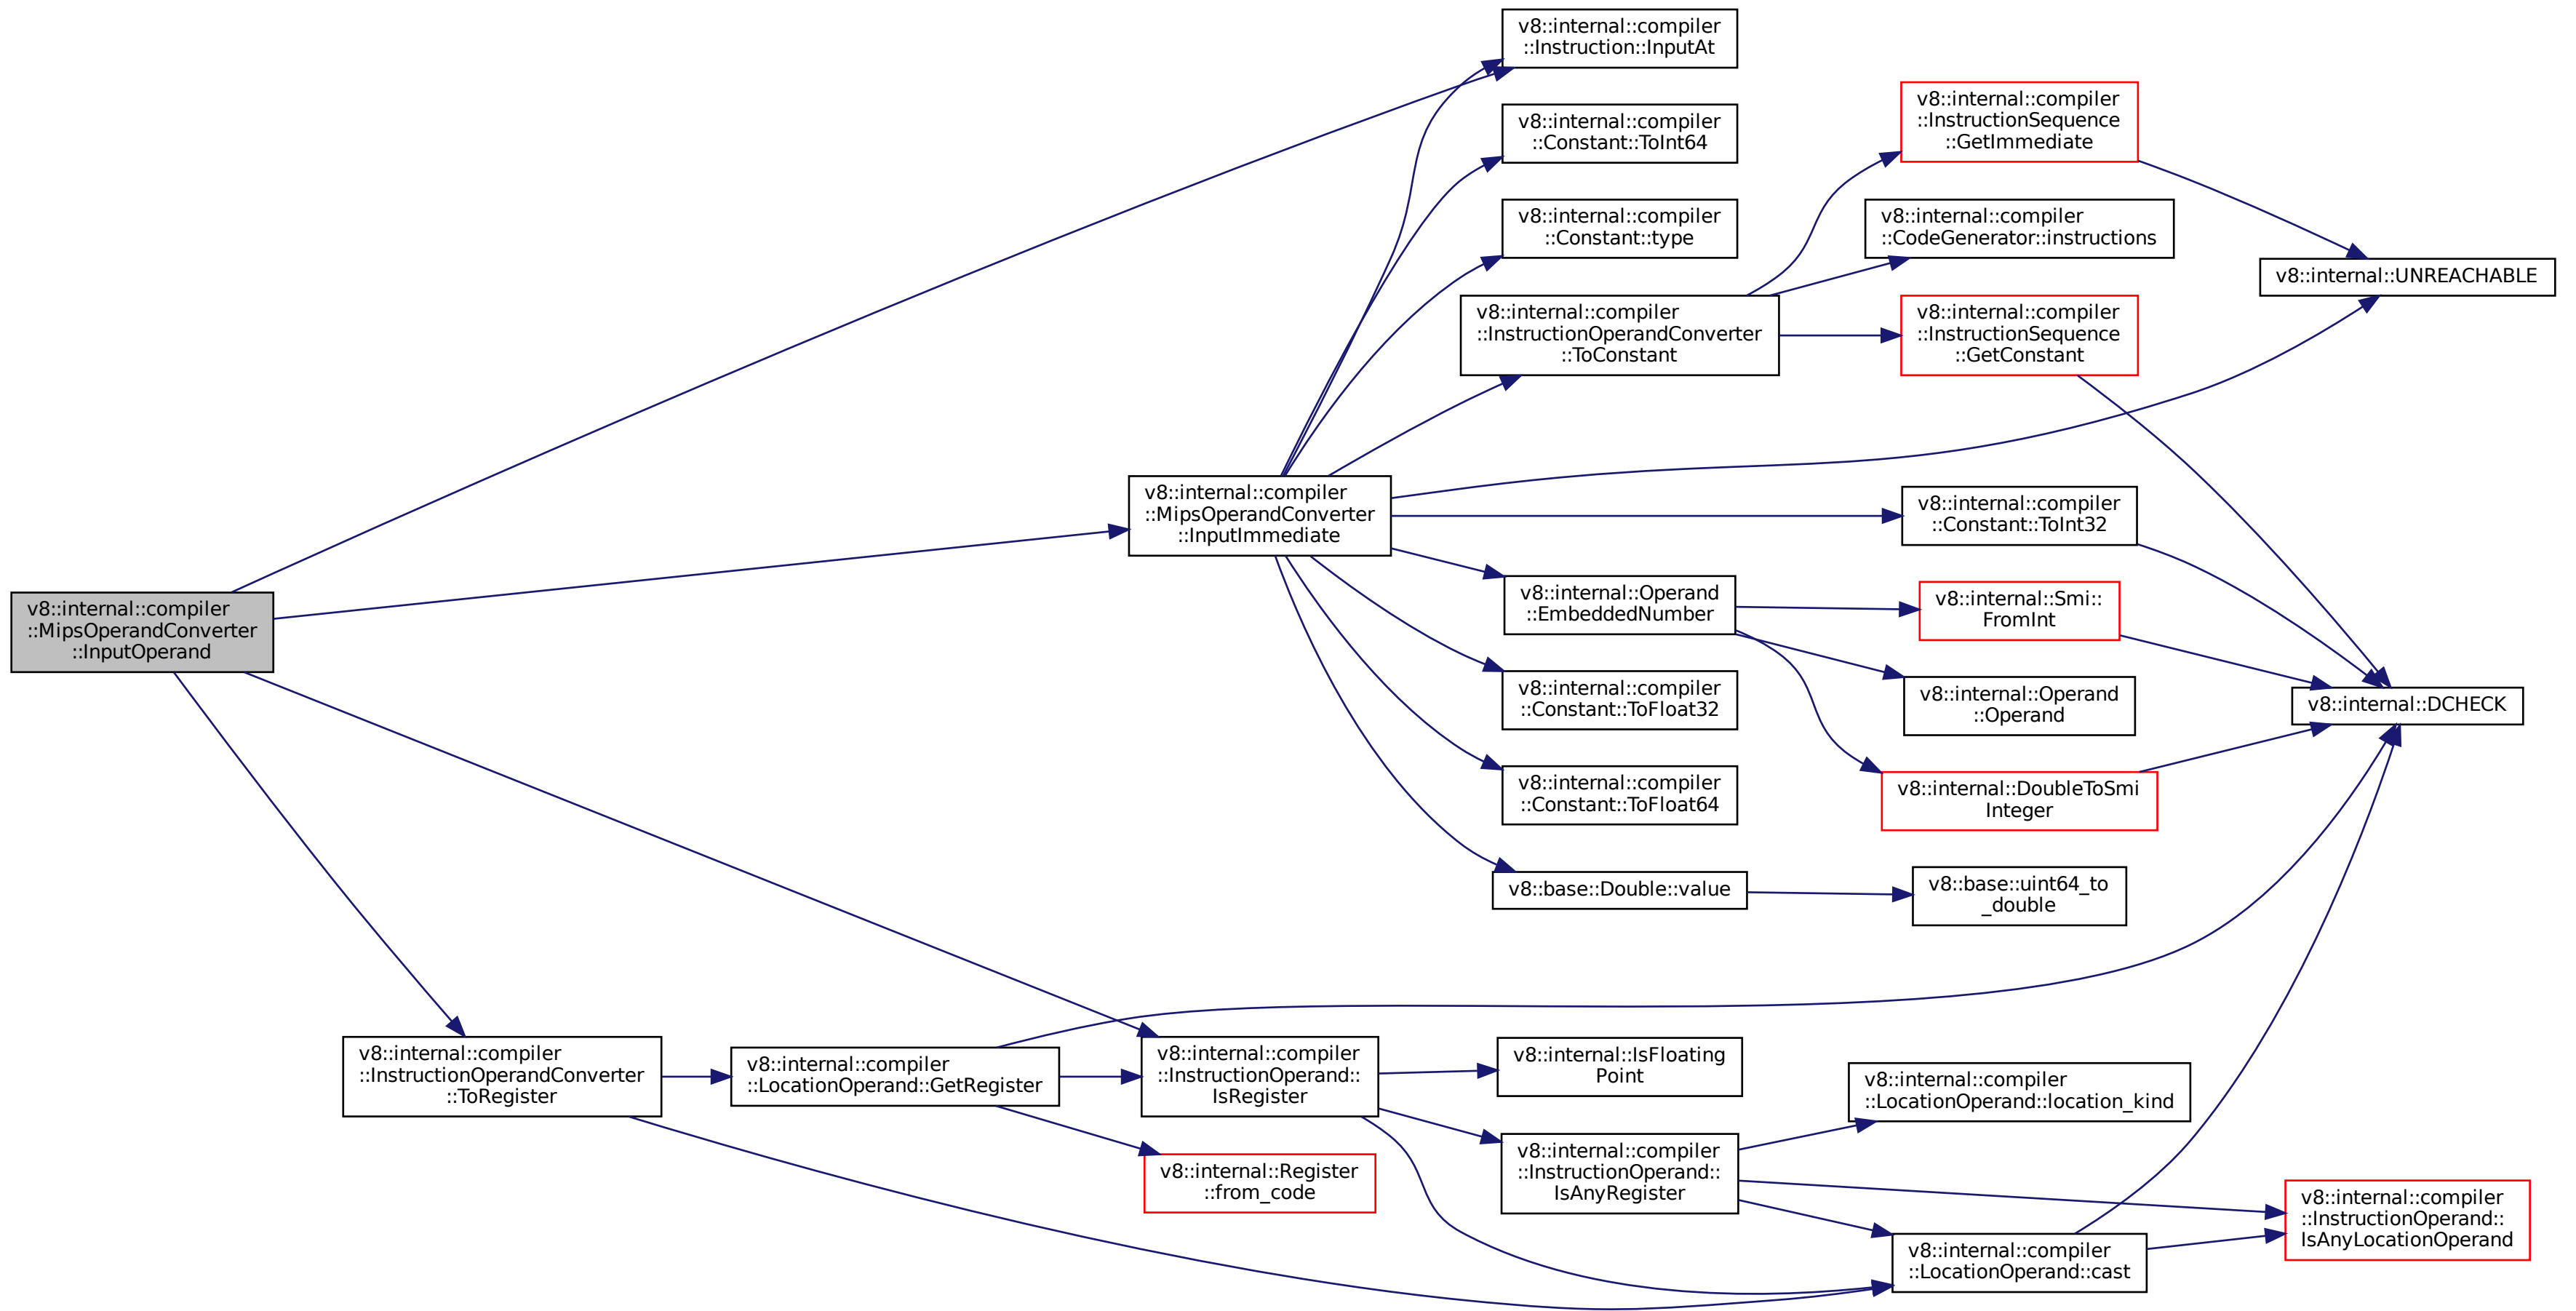 v8::internal::compiler
::MipsOperandConverter
::InputOperand
v8::internal::compiler
::Instruction::InputAt
v8::internal::compiler
::Constant::ToInt64
v8::internal::compiler
::Constant::type
v8::internal::compiler
::InstructionOperandConverter
::ToConstant
v8::internal::compiler
::InstructionSequence
::GetImmediate
v8::internal::compiler
::CodeGenerator::instructions
v8::internal::compiler
::InstructionSequence
::GetConstant
v8::internal::UNREACHABLE
v8::internal::compiler
::MipsOperandConverter
::InputImmediate
v8::internal::compiler
::Constant::ToInt32
v8::internal::Operand
::EmbeddedNumber
v8::internal::Smi::
FromInt
v8::internal::compiler
::Constant::ToFloat32
v8::internal::Operand
::Operand
v8::internal::DCHECK
v8::internal::compiler
::Constant::ToFloat64
v8::internal::DoubleToSmi
Integer
v8::base::Double::value
v8::base::uint64_to
_double
v8::internal::compiler
::InstructionOperandConverter
::ToRegister
v8::internal::compiler
::LocationOperand::GetRegister
v8::internal::compiler
::InstructionOperand::
IsRegister
v8::internal::IsFloating
Point
v8::internal::compiler
::LocationOperand::location_kind
v8::internal::Register
::from_code
v8::internal::compiler
::InstructionOperand::
IsAnyRegister
v8::internal::compiler
::InstructionOperand::
IsAnyLocationOperand
v8::internal::compiler
::LocationOperand::cast